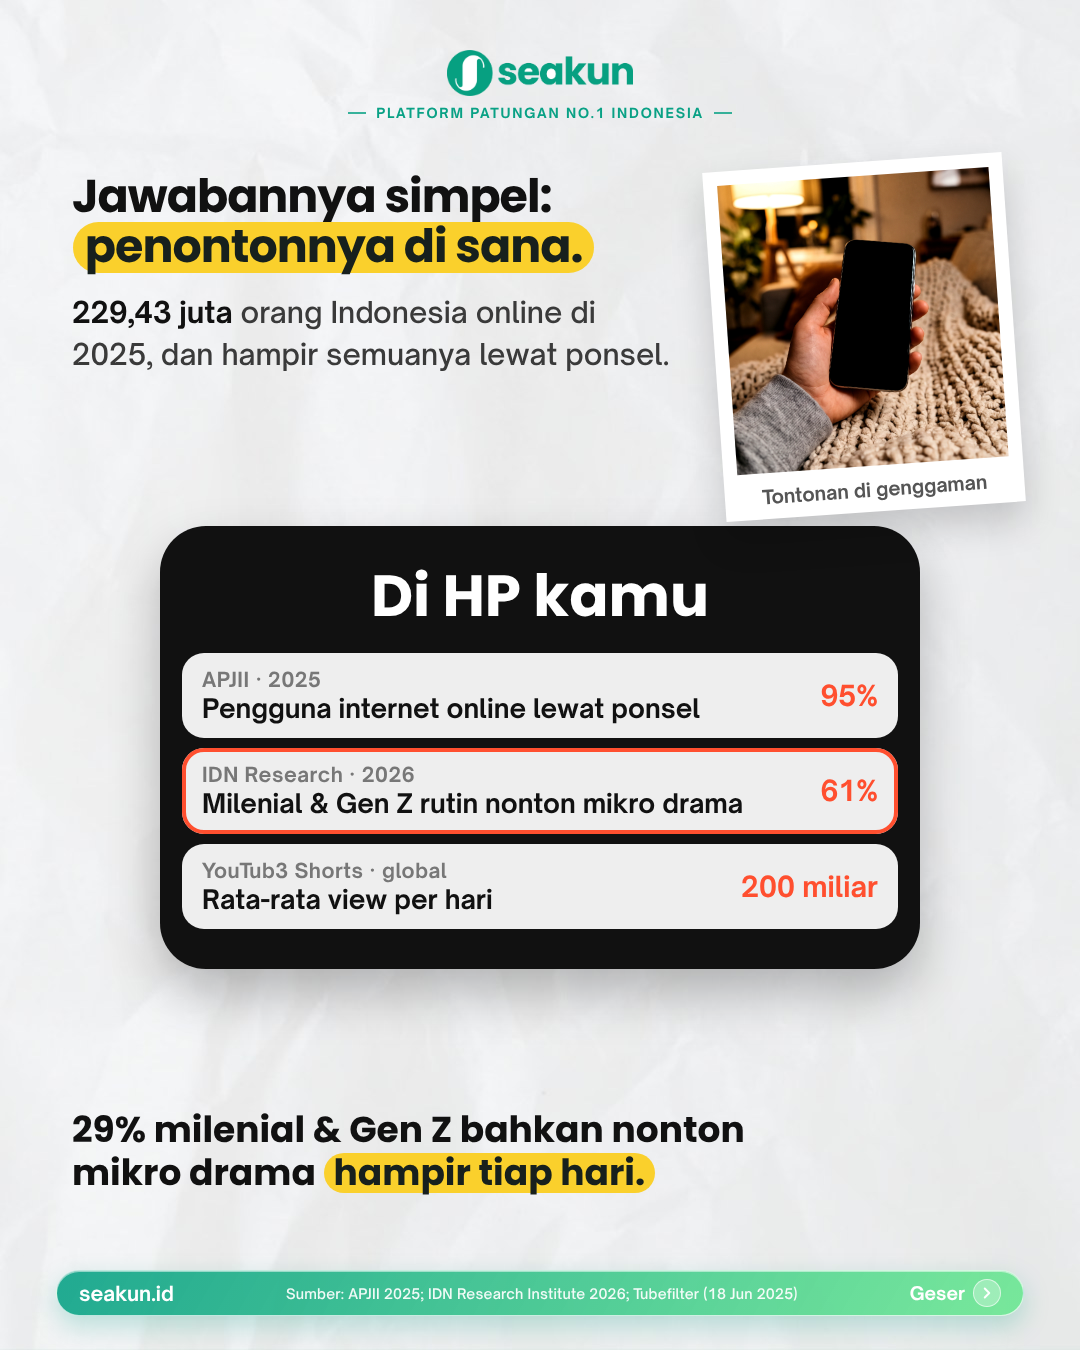 seakun
PLATFORM PATUNGAN NO.1 INDONESIA
Jawabannya simpel:
penontonnya di sana.
229,43 juta orang Indonesia online di
2025, dan hampir semuanya lewat ponsel.
Tontonan di genggaman
Di HP kamu
APJII · 2025
Pengguna internet online lewat ponsel
95%
IDN Research · 2026
Milenial & Gen Z rutin nonton mikro drama
61%
YouTub3 Shorts · global
Rata-rata view per hari
200 miliar
29% milenial & Gen Z bahkan nonton
mikro drama hampir tiap hari.
seakun.id
Sumber: APJII 2025; IDN Research Institute 2026; Tubefilter (18 Jun 2025)
Geser